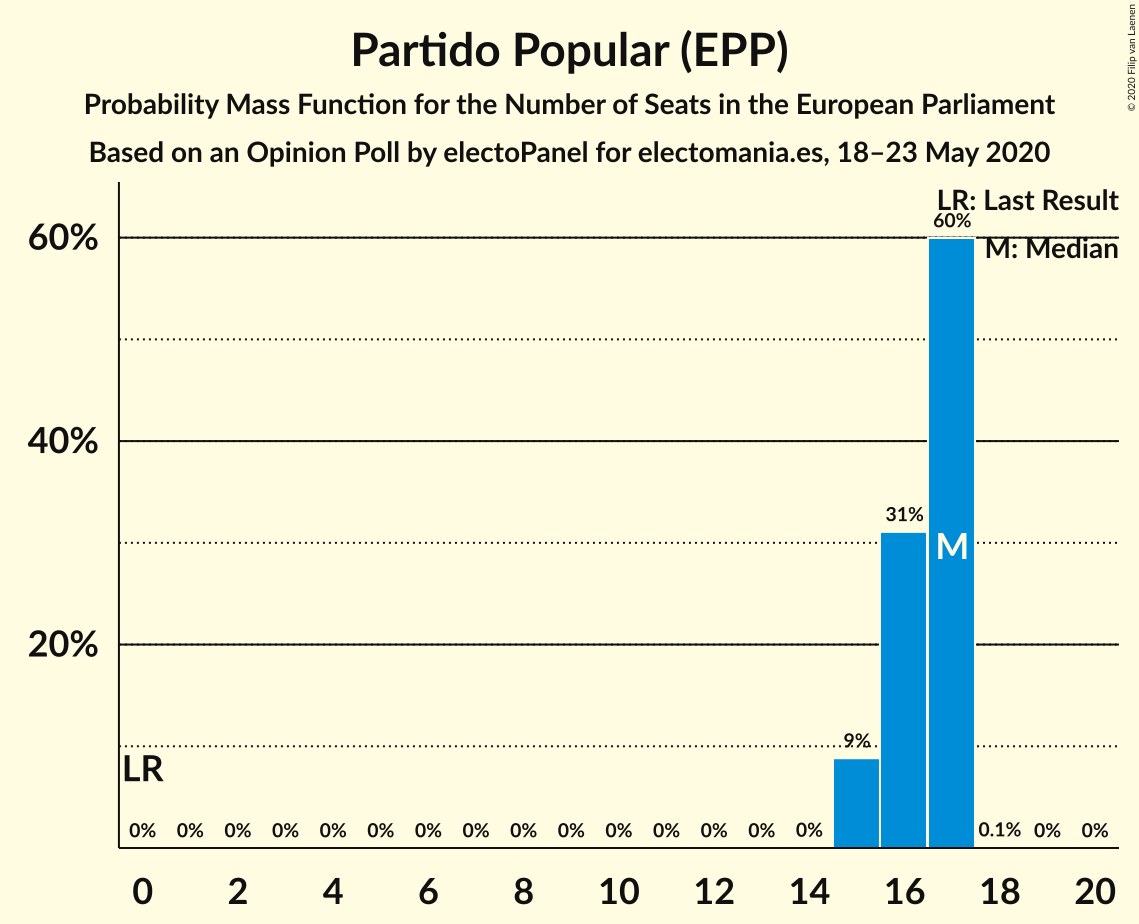 Partido Popular (EPP)
Probability Mass Function for the Number of Seats in the European Parliament
Based on an Opinion Poll by electoPanel for electomania.es, 18–23 May 2020
© 2020 Filip van Laenen
LR: Last Result
M: Median
60%
40%
20%
60%
31%
M
9%
LR
0% 0% 0% 0% 0% 0% 0% 0% 0% 0% 0% 0% 0% 0% 0% 0.1% 0% 0%
0 2 4 6 8 10 12 14 16 18 20